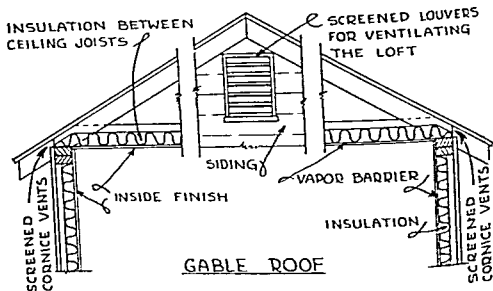 INSULATION BETWEEN
CEILING JOISTS
SCREENED LOUVERS
FOR VENTILATING
THE LOFT
SIDING
VAPOR BARRIER
INSIDE FINISH
INSULATION
SCREENED
CORNICE VENTS
SCREENED
CORNICE VENTS
GABLE ROOF